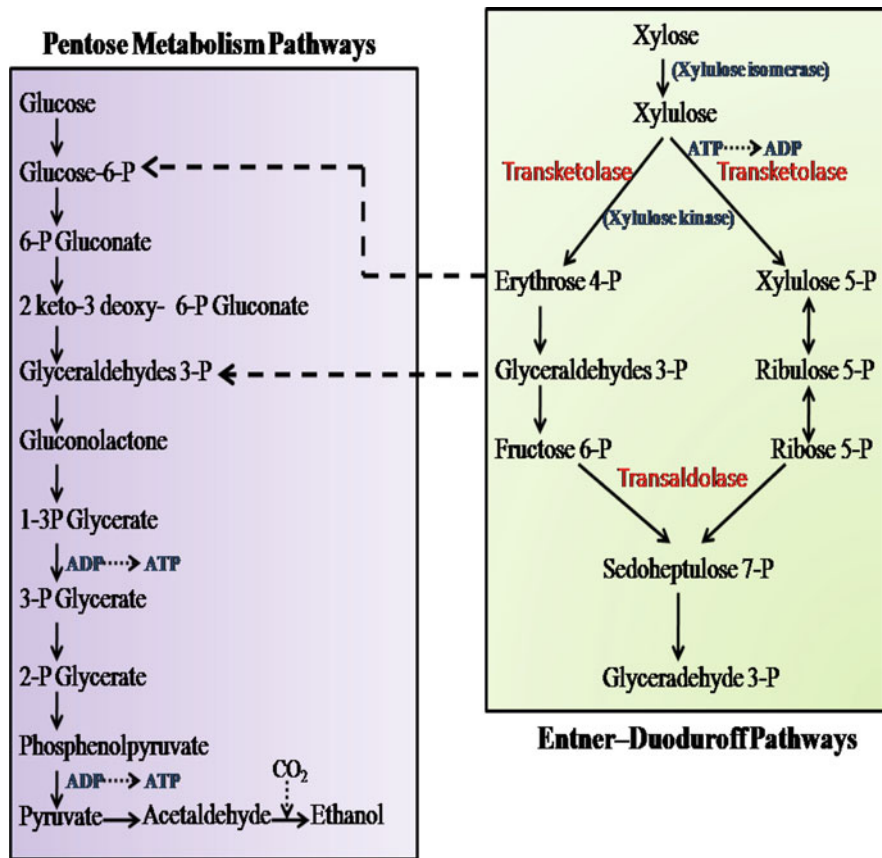 Pentose Metabolism Pathways
Glucose
Glucose-6-P
6-P Gluconate
2 keto-3 deoxy- 6-P Gluconate
Glyceraldehydes 3-P
Gluconolactone
1-3P Glycerate
ADP ATP
3-P Glycerate
2-P Glycerate
Phosphenolpyruvate
ADP ATP
CO₂
Pyruvate Acetaldehyde Ethanol
Xylose
(Xylulose isomerase)
Xylulose
ATP ADP
Transketolase Transketolase
(Xylulose kinase)
Erythrose 4-P Xylulose 5-P
Glyceraldehydes 3-P Ribulose 5-P
Fructose 6-P Ribose 5-P
Transaldolase
Sedoheptulose 7-P
Glyceradehyde 3-P
Entner–Duoduroff Pathways